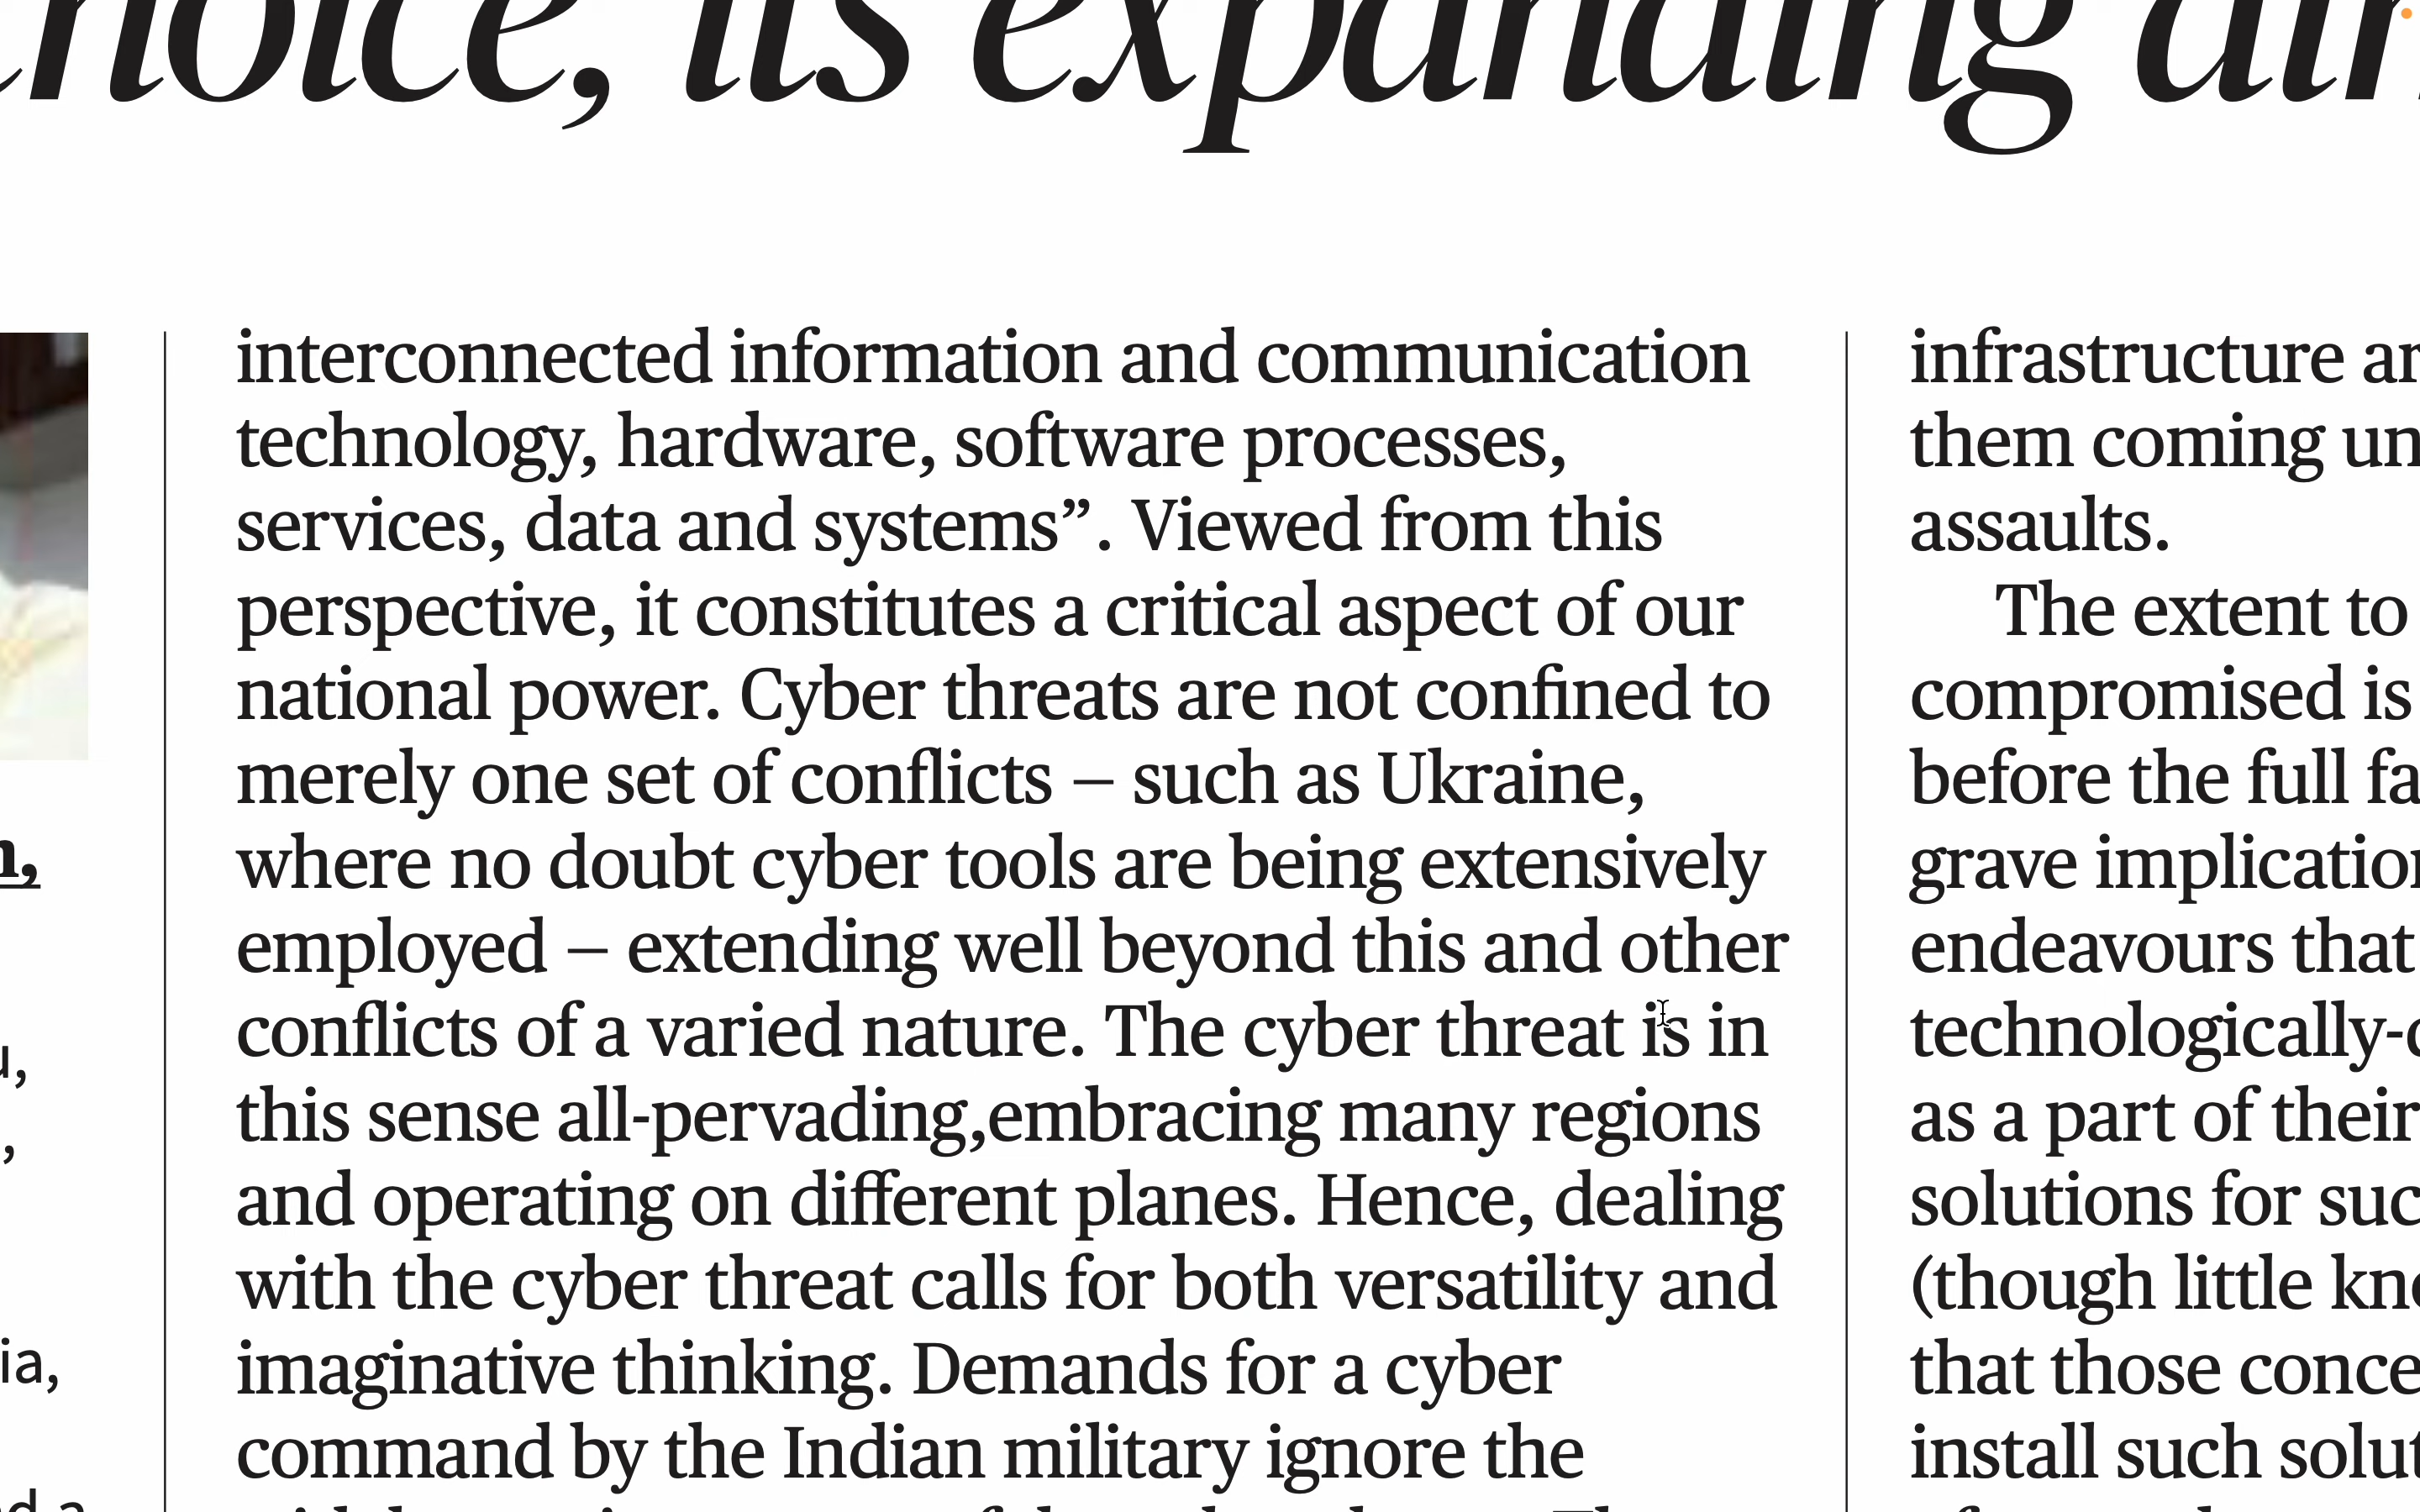 choice, its expanding
n,
u,
,
ia,
interconnected information and communication
technology, hardware, software processes,
services, data and systems”. Viewed from this
perspective, it constitutes a critical aspect of our
national power. Cyber threats are not confined to
merely one set of conflicts – such as Ukraine,
where no doubt cyber tools are being extensively
employed – extending well beyond this and other
conflicts of a varied nature. The cyber threat is in
this sense all-pervading,embracing many regions
and operating on different planes. Hence, dealing
with the cyber threat calls for both versatility and
imaginative thinking. Demands for a cyber
command by the Indian military ignore the
infrastructure
them coming un
assaults.
The extent to
compromised is
before the full fa
grave implication
endeavours that
technologically-
as a part of their
solutions for suc
(though little kno
that those conce
install such solut